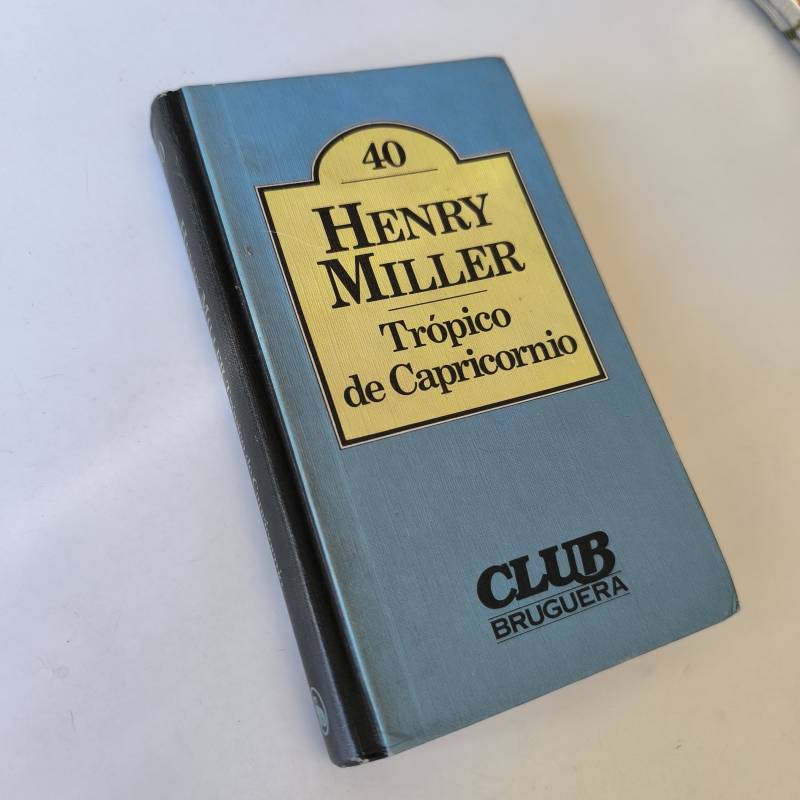 40
HENRY
MILLER
Trópico
de Capricornio
CLUB
BRUGUERA